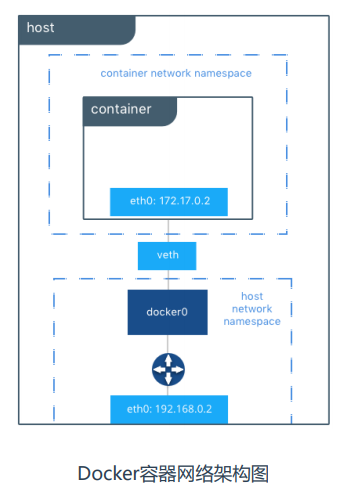 host
container network namespace
container
eth0: 172.17.0.2
veth
docker0
host
network
namespace
eth0: 192.168.0.2
Docker容器网络架构图